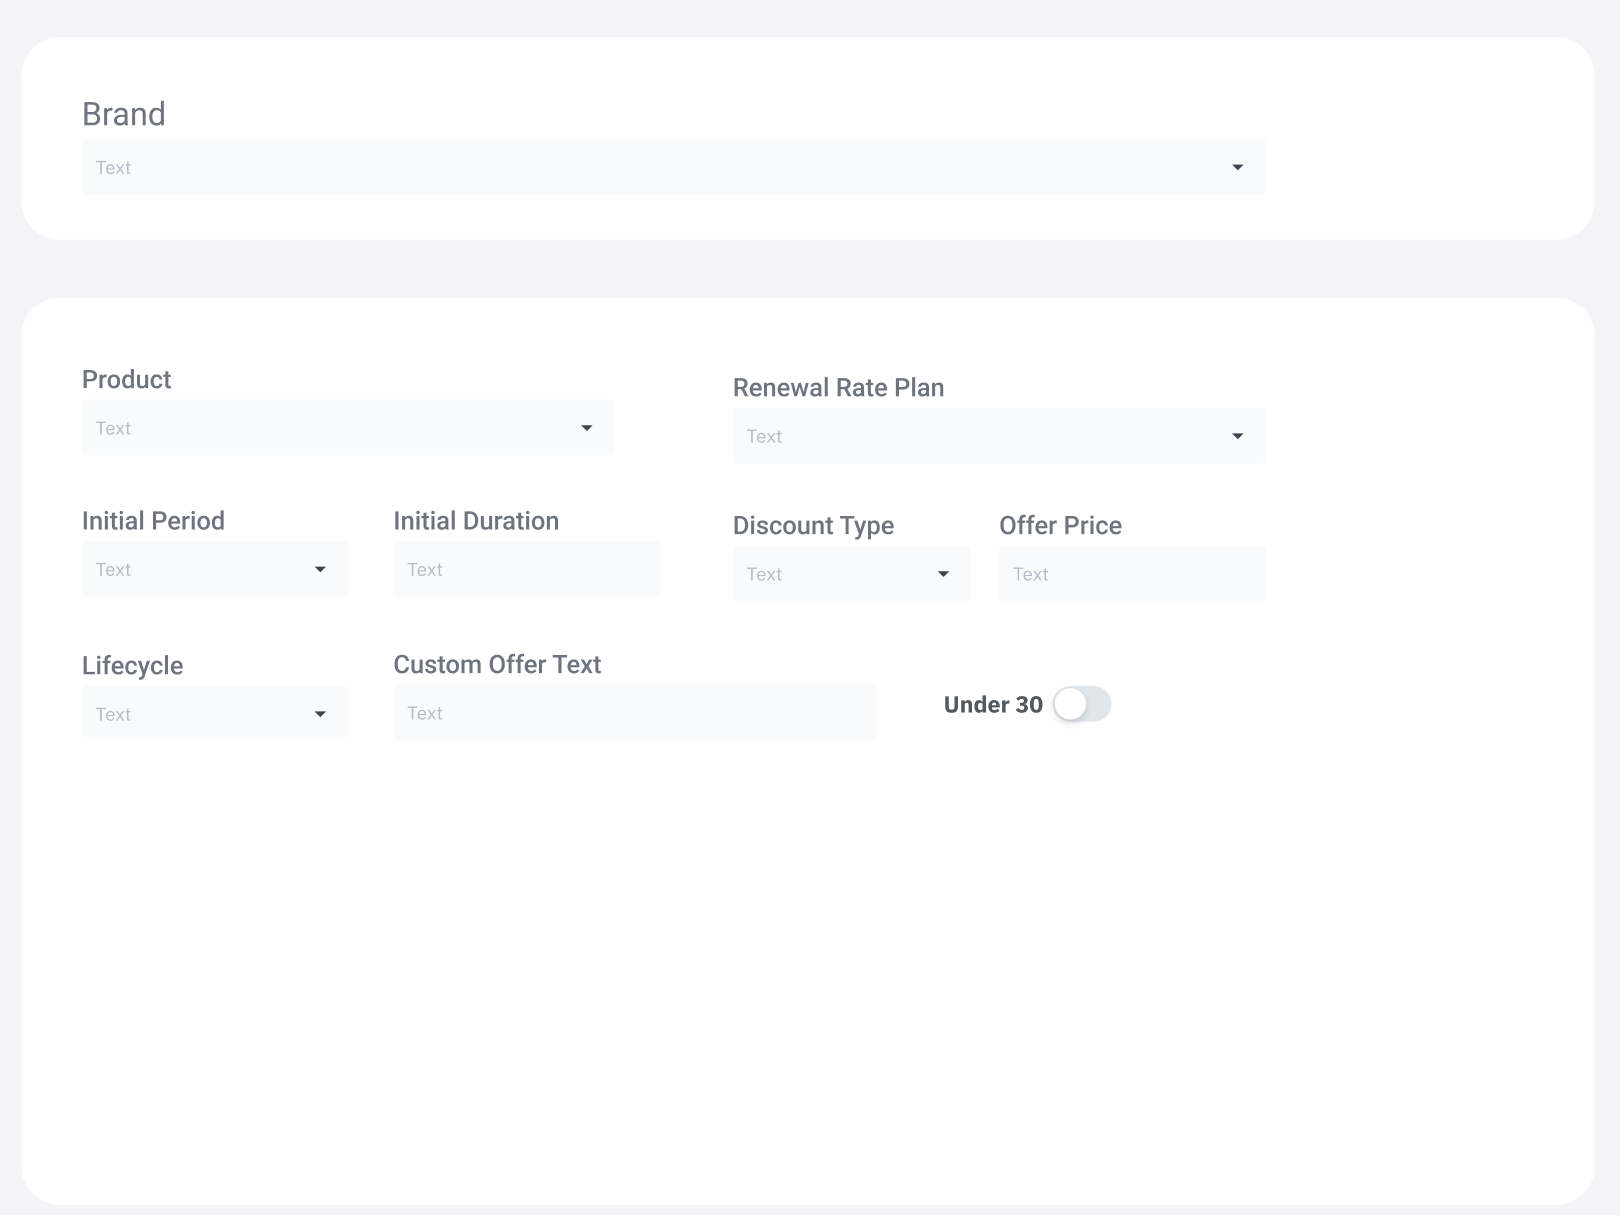 Brand
Text
Product
Renewal Rate Plan
Text
Text
Initial Period
Initial Duration
Discount Type
Offer Price
Text
Text
Text
Text
Lifecycle
Custom Offer Text
Text
Text
Under 30